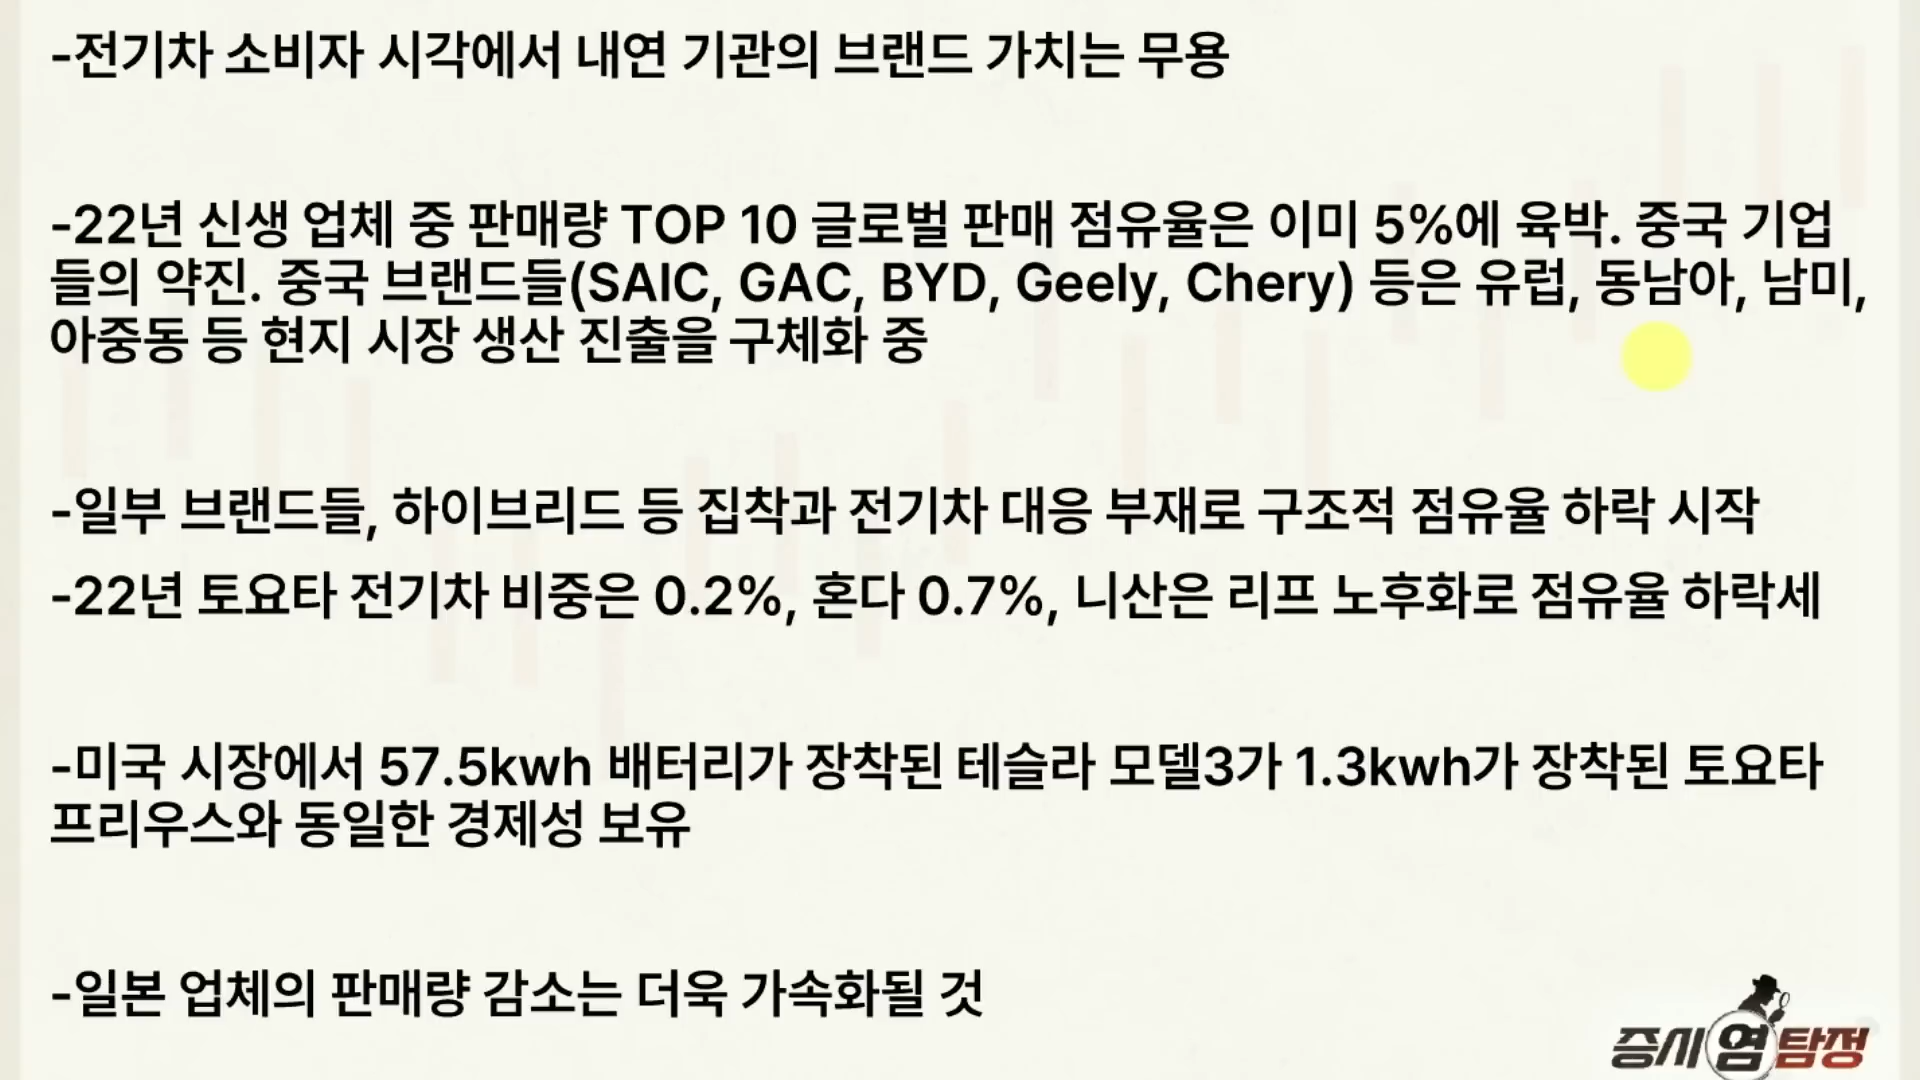 -전기차 소비자 시각에서 내연 기관의 브랜드 가치는 무용
-22년 신생 업체 중 판매량 TOP 10 글로벌 판매 점유율은 이미 5%에 육박. 중국 기업
들의 약진. 중국 브랜드들(SAIC, GAC, BYD, Geely, Chery) 등은 유럽, 동남아, 남미,
아중동 등 현지 시장 생산 진출을 구체화 중
-일부 브랜드들, 하이브리드 등 집착과 전기차 대응 부재로 구조적 점유율 하락 시작
-22년 토요타 전기차 비중은 0.2%, 혼다 0.7%, 니산은 리프 노후화로 점유율 하락세
-미국 시장에서 57.5kwh 배터리가 장착된 테슬라 모델3가 1.3kwh가 장착된 토요타
프리우스와 동일한 경제성 보유
-일본 업체의 판매량 감소는 더욱 가속화될 것
증시 염 탐정